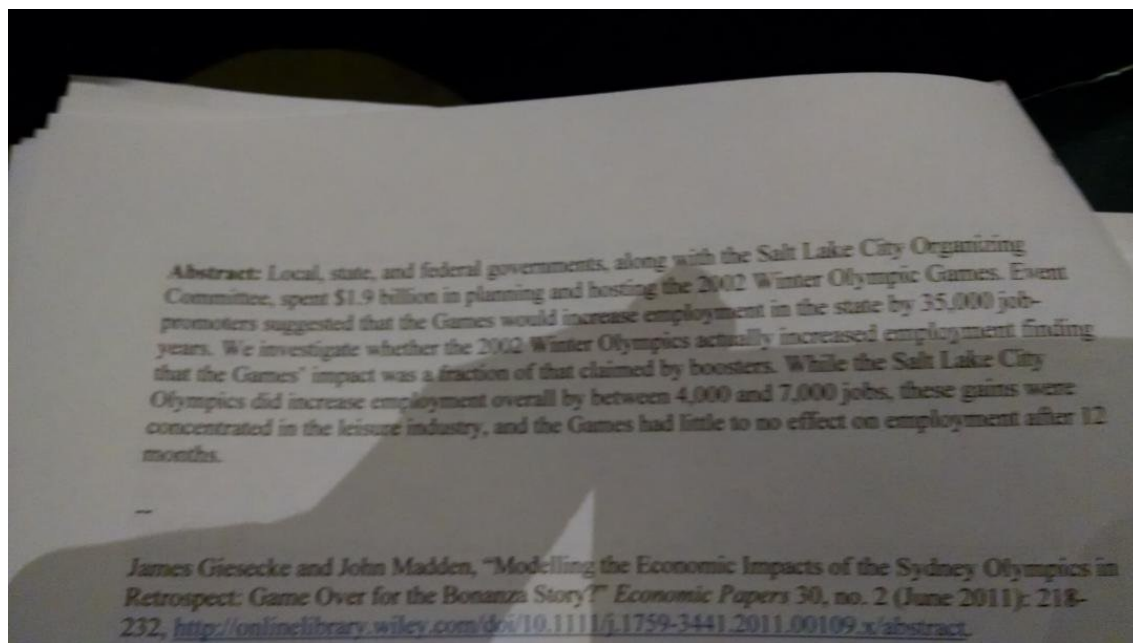 Abstract: Local, state, and federal governments, along with the Salt Lake City Organizing
Committee, spent $1.9 billion in planning and hosting the 2002 Winter Olympic Games. Event
promoters suggested that the Games would increase employment in the state by 35,000 job-
years. We investigate whether the 2002 Winter Olympics actually increased employment finding
that the Games' impact was a fraction of that claimed by boosters. While the Salt Lake City
Olympics did increase employment overall by between 4,000 and 7,000 jobs, these gains were
concentrated in the leisure industry, and the Games had little to no effect on employment after 12
months.
--
James Giesecke and John Madden, "Modelling the Economic Impacts of the Sydney Olympics in
Retrospect: Game Over for the Bonanza Story?" Economic Papers 30, no. 2 (June 2011): 218-
232, http://onlinelibrary.wiley.com/doi/10.1111/j.1759-3441.2011.00109.x/abstract.